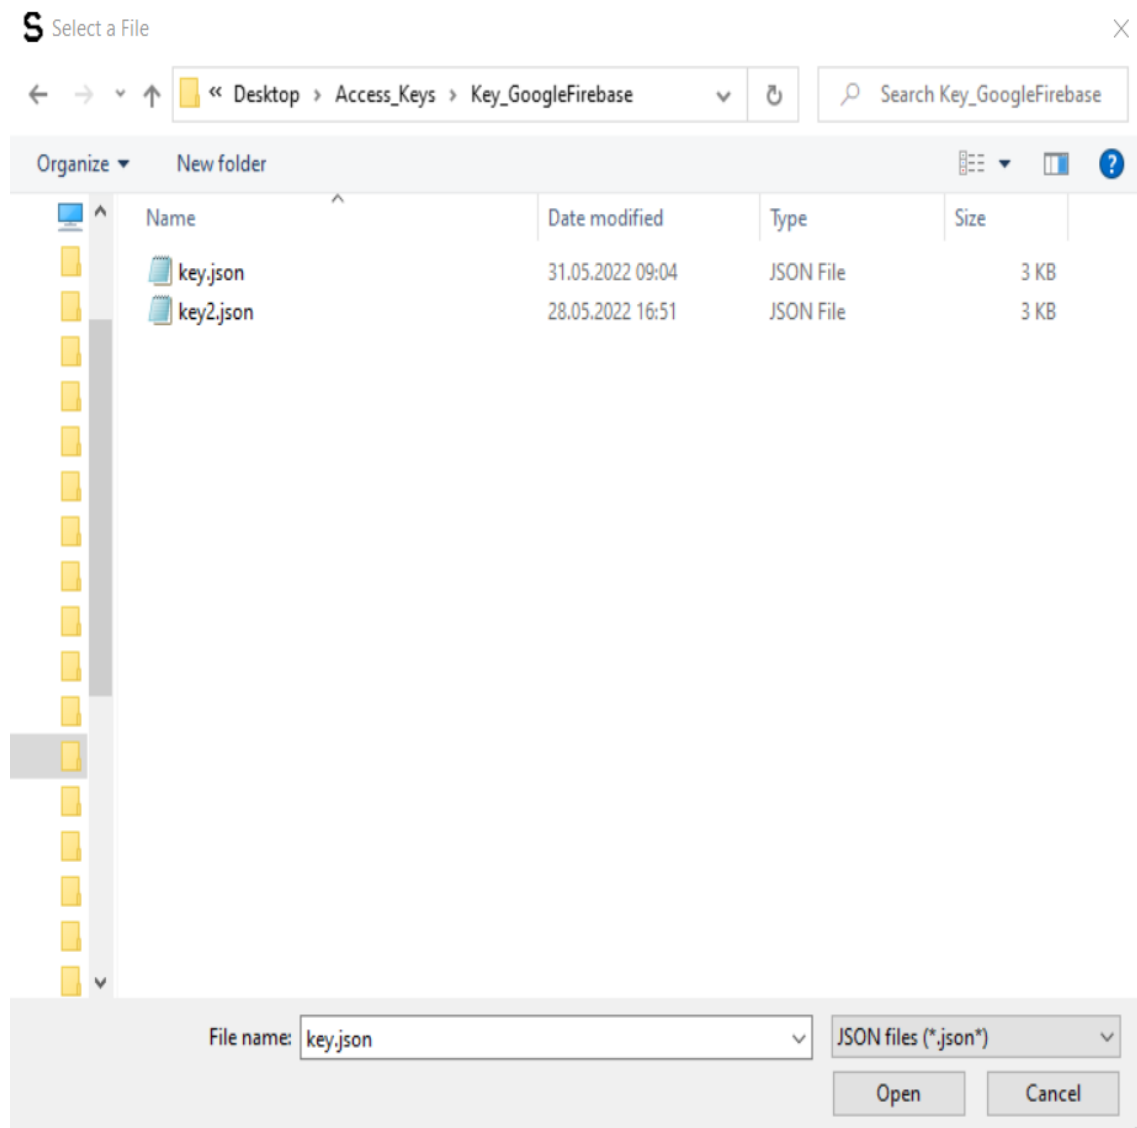 S Select a File
« Desktop › Access_Keys › Key_GoogleFirebase Search Key_GoogleFirebase
Organize New folder ?
Name Date modified Type Size
key.json 31.05.2022 09:04 JSON File 3 KB
key2.json 28.05.2022 16:51 JSON File 3 KB
File name: key.json JSON files (*.json*)
Open Cancel